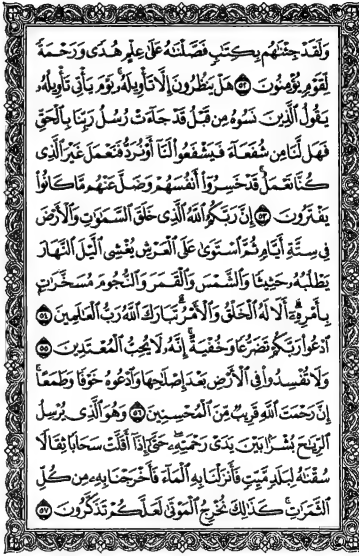 وَلَقَدْ جِئْنَٰهُم بِكِتَٰبٍ فَصَّلْنَٰهُ عَلَىٰ عِلْمٍ هُدًى وَرَحْمَةً
لِّقَوْمٍ يُؤْمِنُونَ ٥٢ هَلْ يَنظُرُونَ إِلَّا تَأْوِيلَهُۥ ۚ يَوْمَ يَأْتِى تَأْوِيلُهُۥ
يَقُولُ ٱلَّذِينَ نَسُوهُ مِن قَبْلُ قَدْ جَآءَتْ رُسُلُ رَبِّنَا بِٱلْحَقِّ
فَهَل لَّنَا مِن شُفَعَآءَ فَيَشْفَعُوا۟ لَنَآ أَوْ نُرَدُّ فَنَعْمَلَ غَيْرَ ٱلَّذِى
كُنَّا نَعْمَلُ ۚ قَدْ خَسِرُوٓا۟ أَنفُسَهُمْ وَضَلَّ عَنْهُم مَّا كَانُوا۟
يَفْتَرُونَ ٥٣ إِنَّ رَبَّكُمُ ٱللَّهُ ٱلَّذِى خَلَقَ ٱلسَّمَٰوَٰتِ وَٱلْأَرْضَ
فِى سِتَّةِ أَيَّامٍ ثُمَّ ٱسْتَوَىٰ عَلَى ٱلْعَرْشِ يُغْشِى ٱلَّيْلَ ٱلنَّهَارَ
يَطْلُبُهُۥ حَثِيثًا وَٱلشَّمْسَ وَٱلْقَمَرَ وَٱلنُّجُومَ مُسَخَّرَٰتٍۭ
بِأَمْرِهِۦٓ ۗ أَلَا لَهُ ٱلْخَلْقُ وَٱلْأَمْرُ ۗ تَبَارَكَ ٱللَّهُ رَبُّ ٱلْعَٰلَمِينَ ٥٤
ٱدْعُوا۟ رَبَّكُمْ تَضَرُّعًا وَخُفْيَةً ۚ إِنَّهُۥ لَا يُحِبُّ ٱلْمُعْتَدِينَ ٥٥
وَلَا تُفْسِدُوا۟ فِى ٱلْأَرْضِ بَعْدَ إِصْلَٰحِهَا وَٱدْعُوهُ خَوْفًا وَطَمَعًا ۚ
إِنَّ رَحْمَتَ ٱللَّهِ قَرِيبٌ مِّنَ ٱلْمُحْسِنِينَ ٥٦ وَهُوَ ٱلَّذِى يُرْسِلُ
ٱلرِّيَٰحَ بُشْرًۢا بَيْنَ يَدَىْ رَحْمَتِهِۦ ۖ حَتَّىٰٓ إِذَآ أَقَلَّتْ سَحَابًا ثِقَالًا
سُقْنَٰهُ لِبَلَدٍ مَّيِّتٍ فَأَنزَلْنَا بِهِ ٱلْمَآءَ فَأَخْرَجْنَا بِهِۦ مِن كُلِّ
ٱلثَّمَرَٰتِ ۚ كَذَٰلِكَ نُخْرِجُ ٱلْمَوْتَىٰ لَعَلَّكُمْ تَذَكَّرُونَ ٥٧